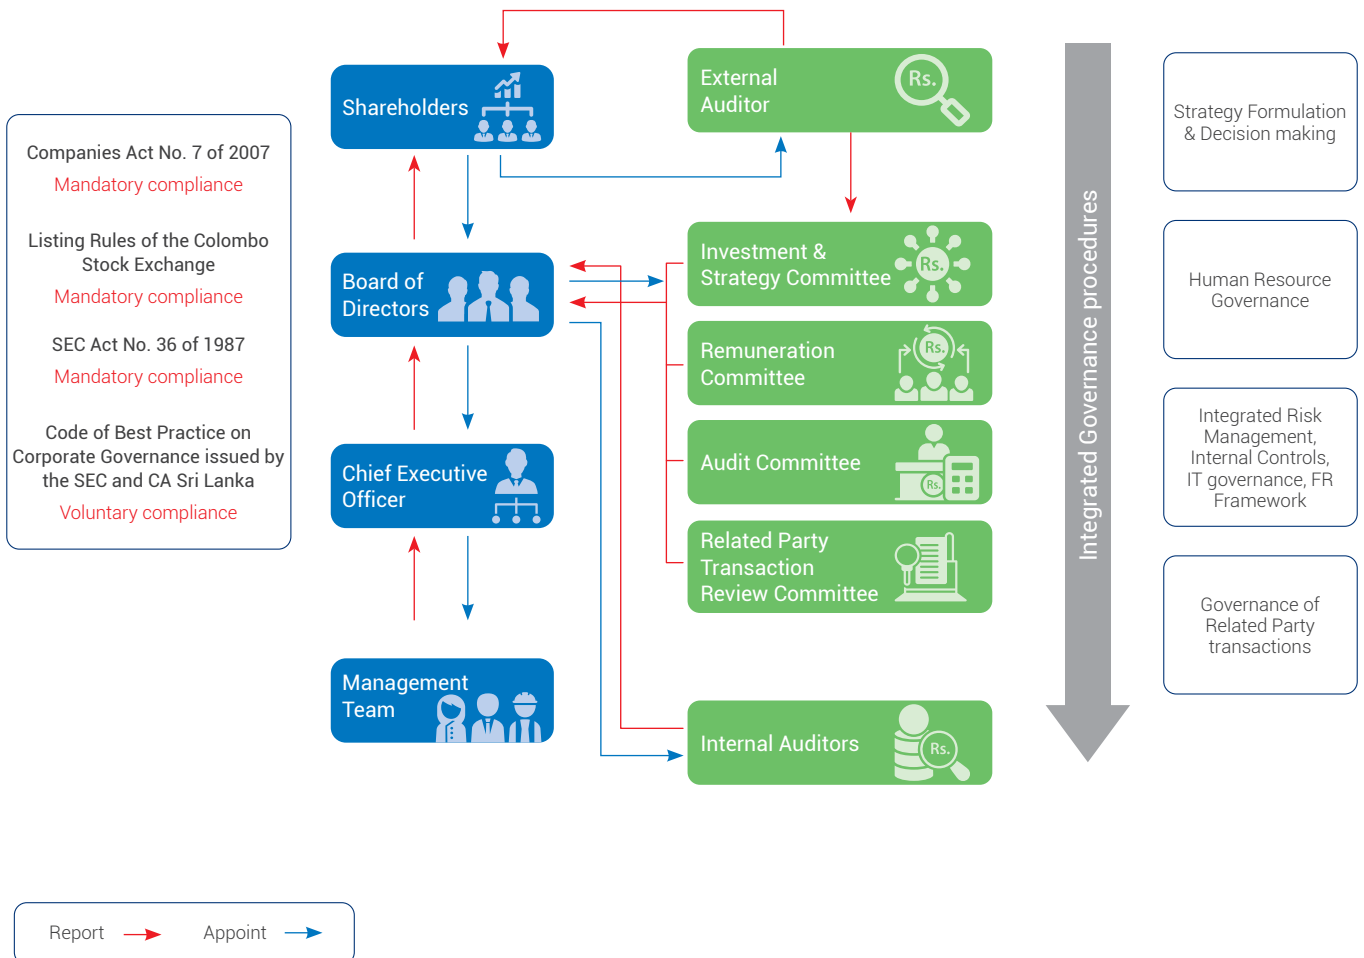 Companies Act No. 7 of 2007
Mandatory compliance
Listing Rules of the Colombo
Stock Exchange
Mandatory compliance
SEC Act No. 36 of 1987
Mandatory compliance
Code of Best Practice on
Corporate Governance issued by
the SEC and CA Sri Lanka
Voluntary compliance
Shareholders
Board of
Directors
Chief Executive
Officer
Management
Team
External
Auditor
Rs.
Investment &
Strategy Committee
Rs.
Remuneration
Committee
Rs.
Audit Committee
Rs.
Related Party
Transaction
Review Committee
Internal Auditors
Rs.
Integrated Governance procedures
Strategy Formulation
& Decision making
Human Resource
Governance
Integrated Risk
Management,
Internal Controls,
IT governance, FR
Framework
Governance of
Related Party
transactions
Report
Appoint